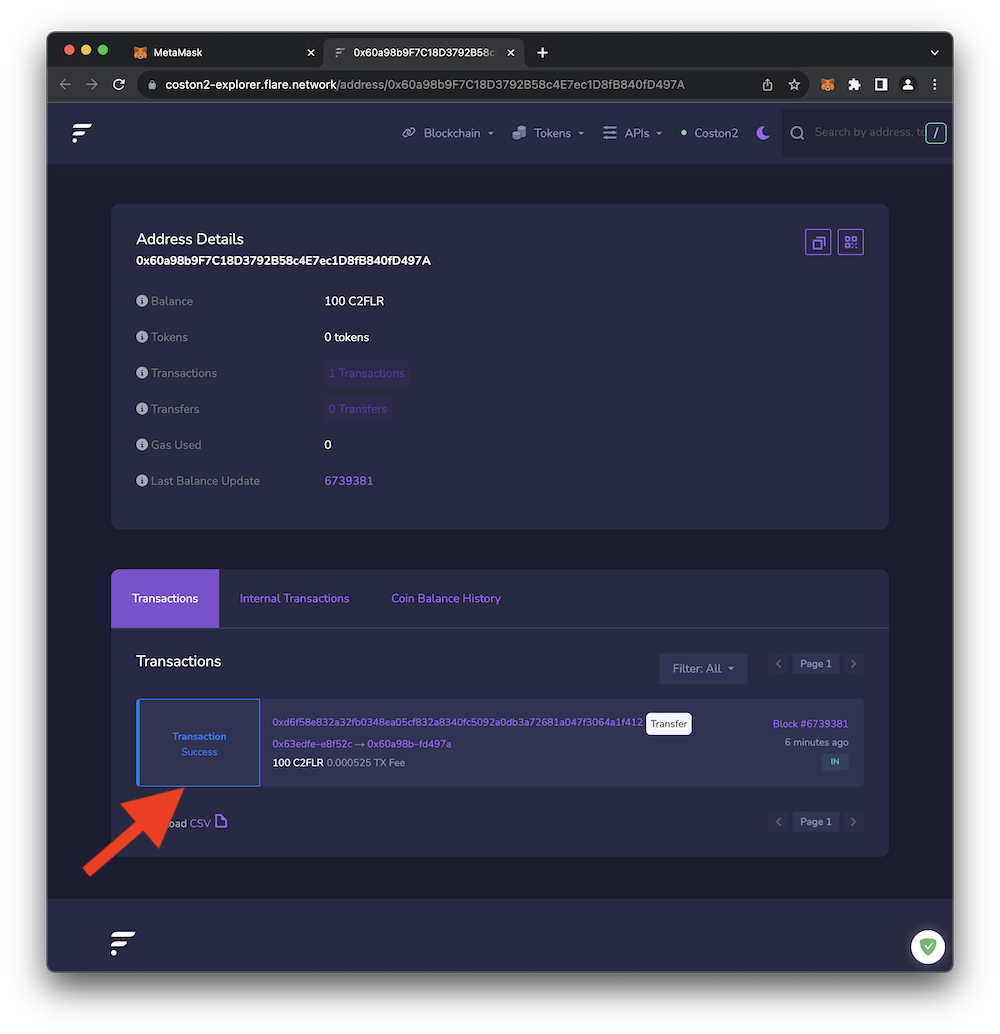 MetaMask
0x60a98b9F7C18D3792B58c
coston2-explorer.flare.network/address/0x60a98b9F7C18D3792B58c4E7ec1D8fB840fD497A
Blockchain Tokens APIs Coston2 Search by address, to /
Address Details
0x60a98b9F7C18D3792B58c4E7ec1D8fB840fD497A
Balance 100 C2FLR
Tokens 0 tokens
Transactions 1 Transactions
Transfers 0 Transfers
Gas Used 0
Last Balance Update 6739381
Transactions Internal Transactions Coin Balance History
Transactions
Filter: All Page 1
Transaction
Success
0xd6f58e832a32fb0348ea05cf832a8340fc5092a0db3a72681a047f3064a1f412 Transfer
0x63edfe–e8f52c → 0x60a98b–fd497a
100 C2FLR 0.000525 TX Fee
Block #6739381
6 minutes ago
IN
oad CSV Page 1